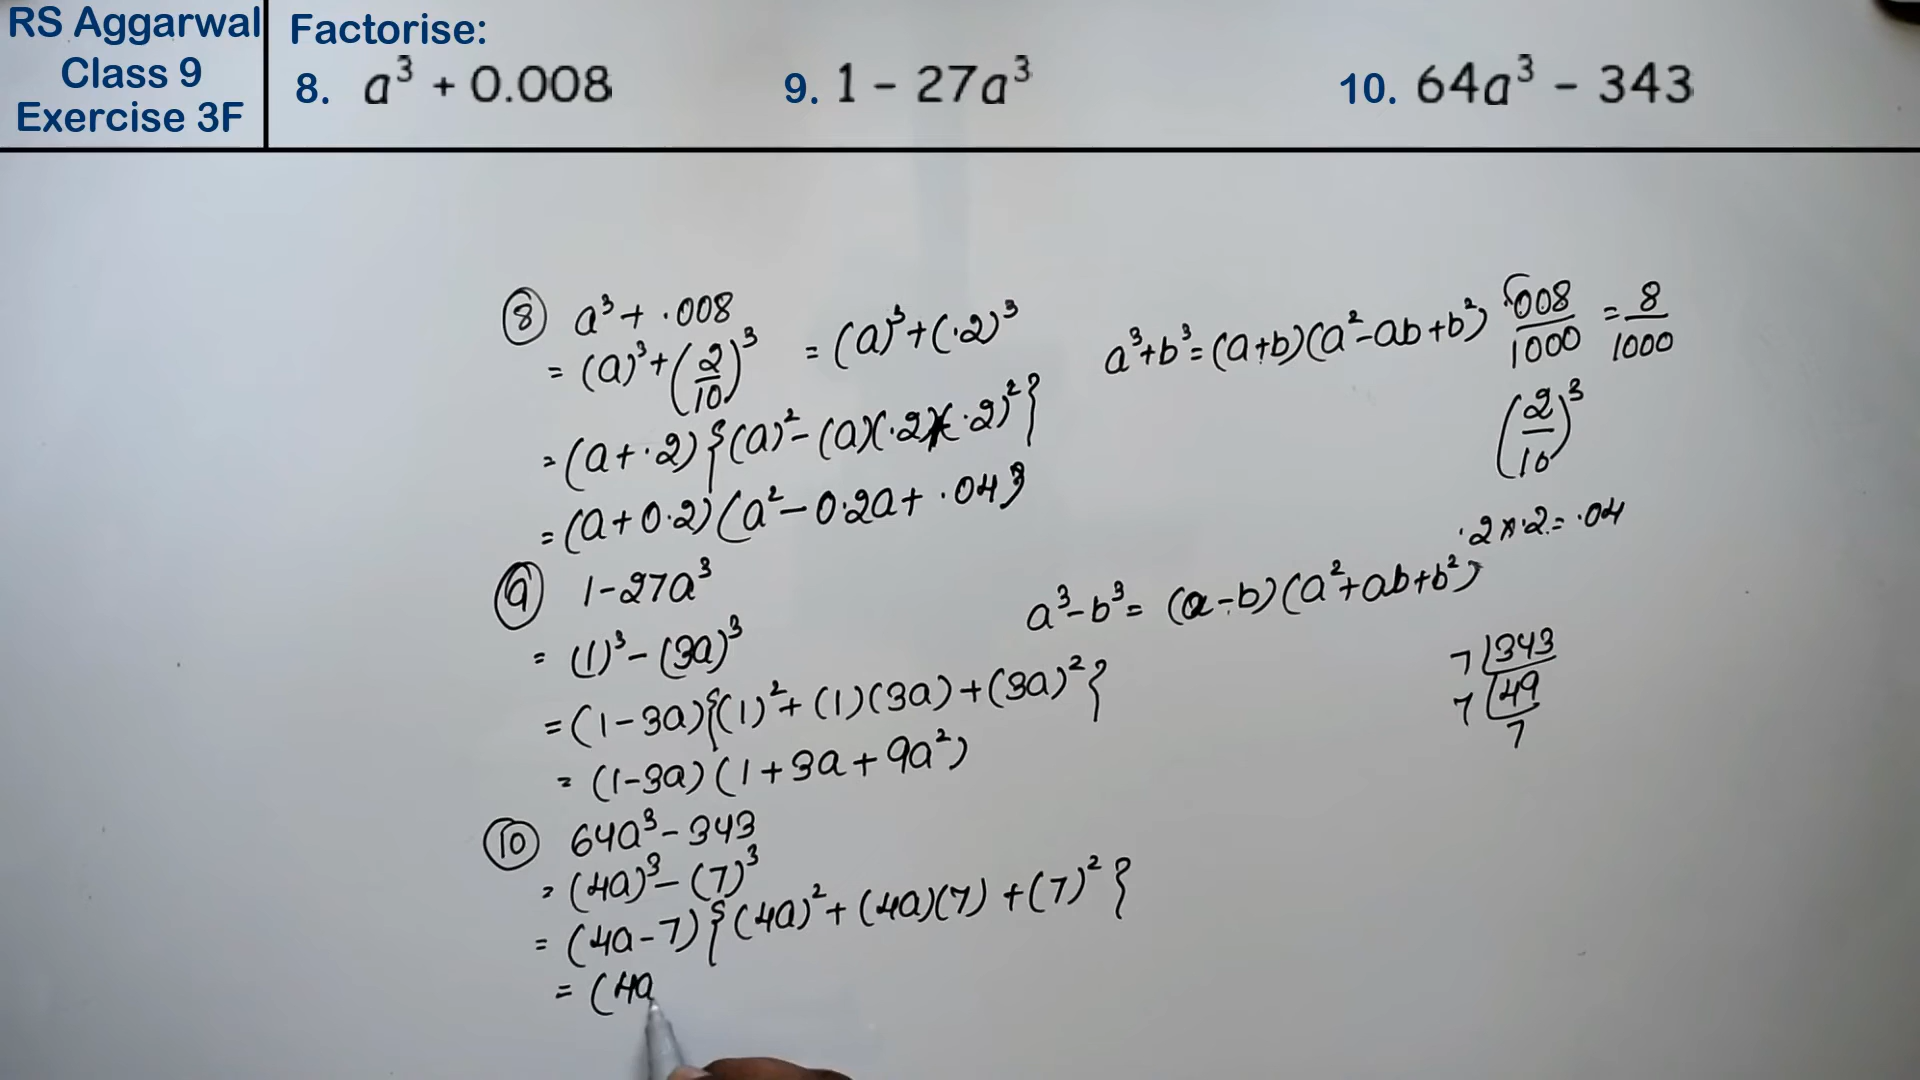 RS Aggarwal
Class 9
Exercise 3F
Factorise:
8. a³ + 0.008
9. 1 - 27a³
10. 64a³ - 343
⑧ a³ + .008
= (a)³ + (2/10)³ = (a)³ + (.2)³
= (a + .2) {(a)² - (a)(.2)+(.2)²}
= (a + 0.2) (a² - 0.2a + .04)
a³ + b³ = (a+b)(a² - ab + b²)
008/1000 = 8/1000
(2/10)³
.2 × .2 = .04
⑨ 1 - 27a³
= (1)³ - (3a)³
= (1 - 3a) {(1)² + (1)(3a) + (3a)²}
= (1 - 3a) (1 + 3a + 9a²)
a³ - b³ = (a - b) (a² + ab + b²)
7 | 343
7 | 49
7
⑩ 64a³ - 343
= (4a)³ - (7)³
= (4a - 7) {(4a)² + (4a)(7) + (7)²}
= (4a